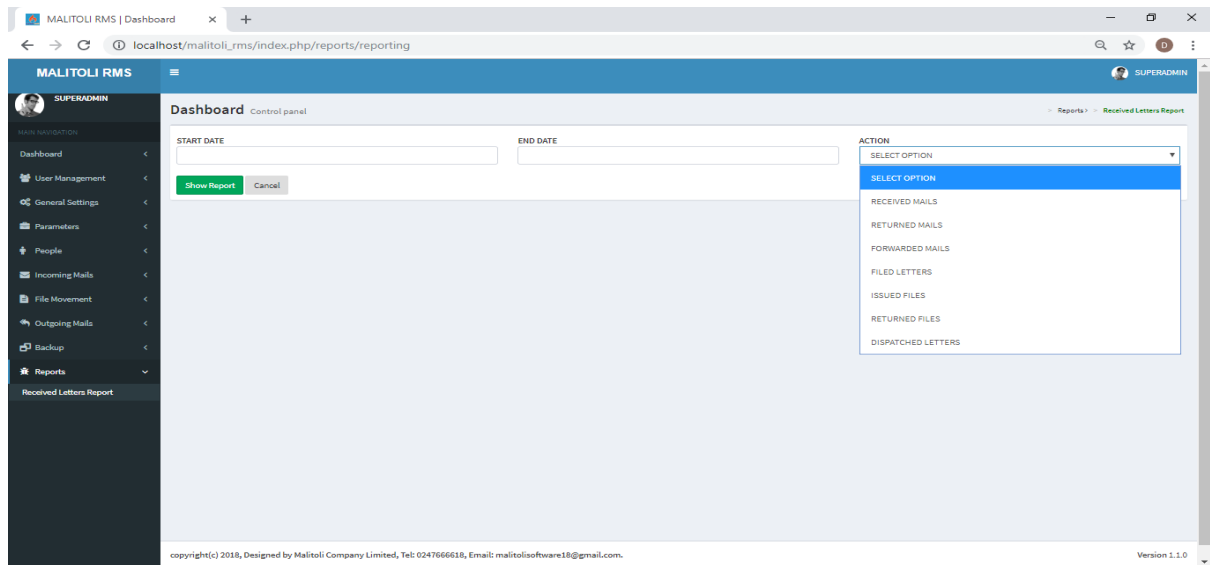 MALITOLI RMS | Dashboard
localhost/malitoli_rms/index.php/reports/reporting
D
MALITOLI RMS
SUPERADMIN
SUPERADMIN
MAIN NAVIGATION
Dashboard
User Management
General Settings
Parameters
People
Incoming Mails
File Movement
Outgoing Mails
Backup
Reports
Received Letters Report
Dashboard Control panel
Reports > Received Letters Report
START DATE
END DATE
ACTION
SELECT OPTION
Show Report
Cancel
SELECT OPTION
RECEIVED MAILS
RETURNED MAILS
FORWARDED MAILS
FILED LETTERS
ISSUED FILES
RETURNED FILES
DISPATCHED LETTERS
copyright(c) 2018, Designed by Malitoli Company Limited, Tel: 0247666618, Email: malitolisoftware18@gmail.com.
Version 1.1.0